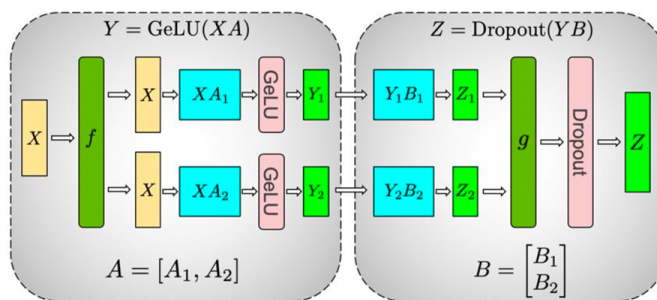 Y = GeLU(XA)
Z = Dropout(YB)
X
f
X
XA₁
GeLU
Y₁
Y₁B₁
Z₁
X
XA₂
GeLU
Y₂
Y₂B₂
Z₂
g
Dropout
Z
A = [A₁, A₂]
B = [B₁
B₂]